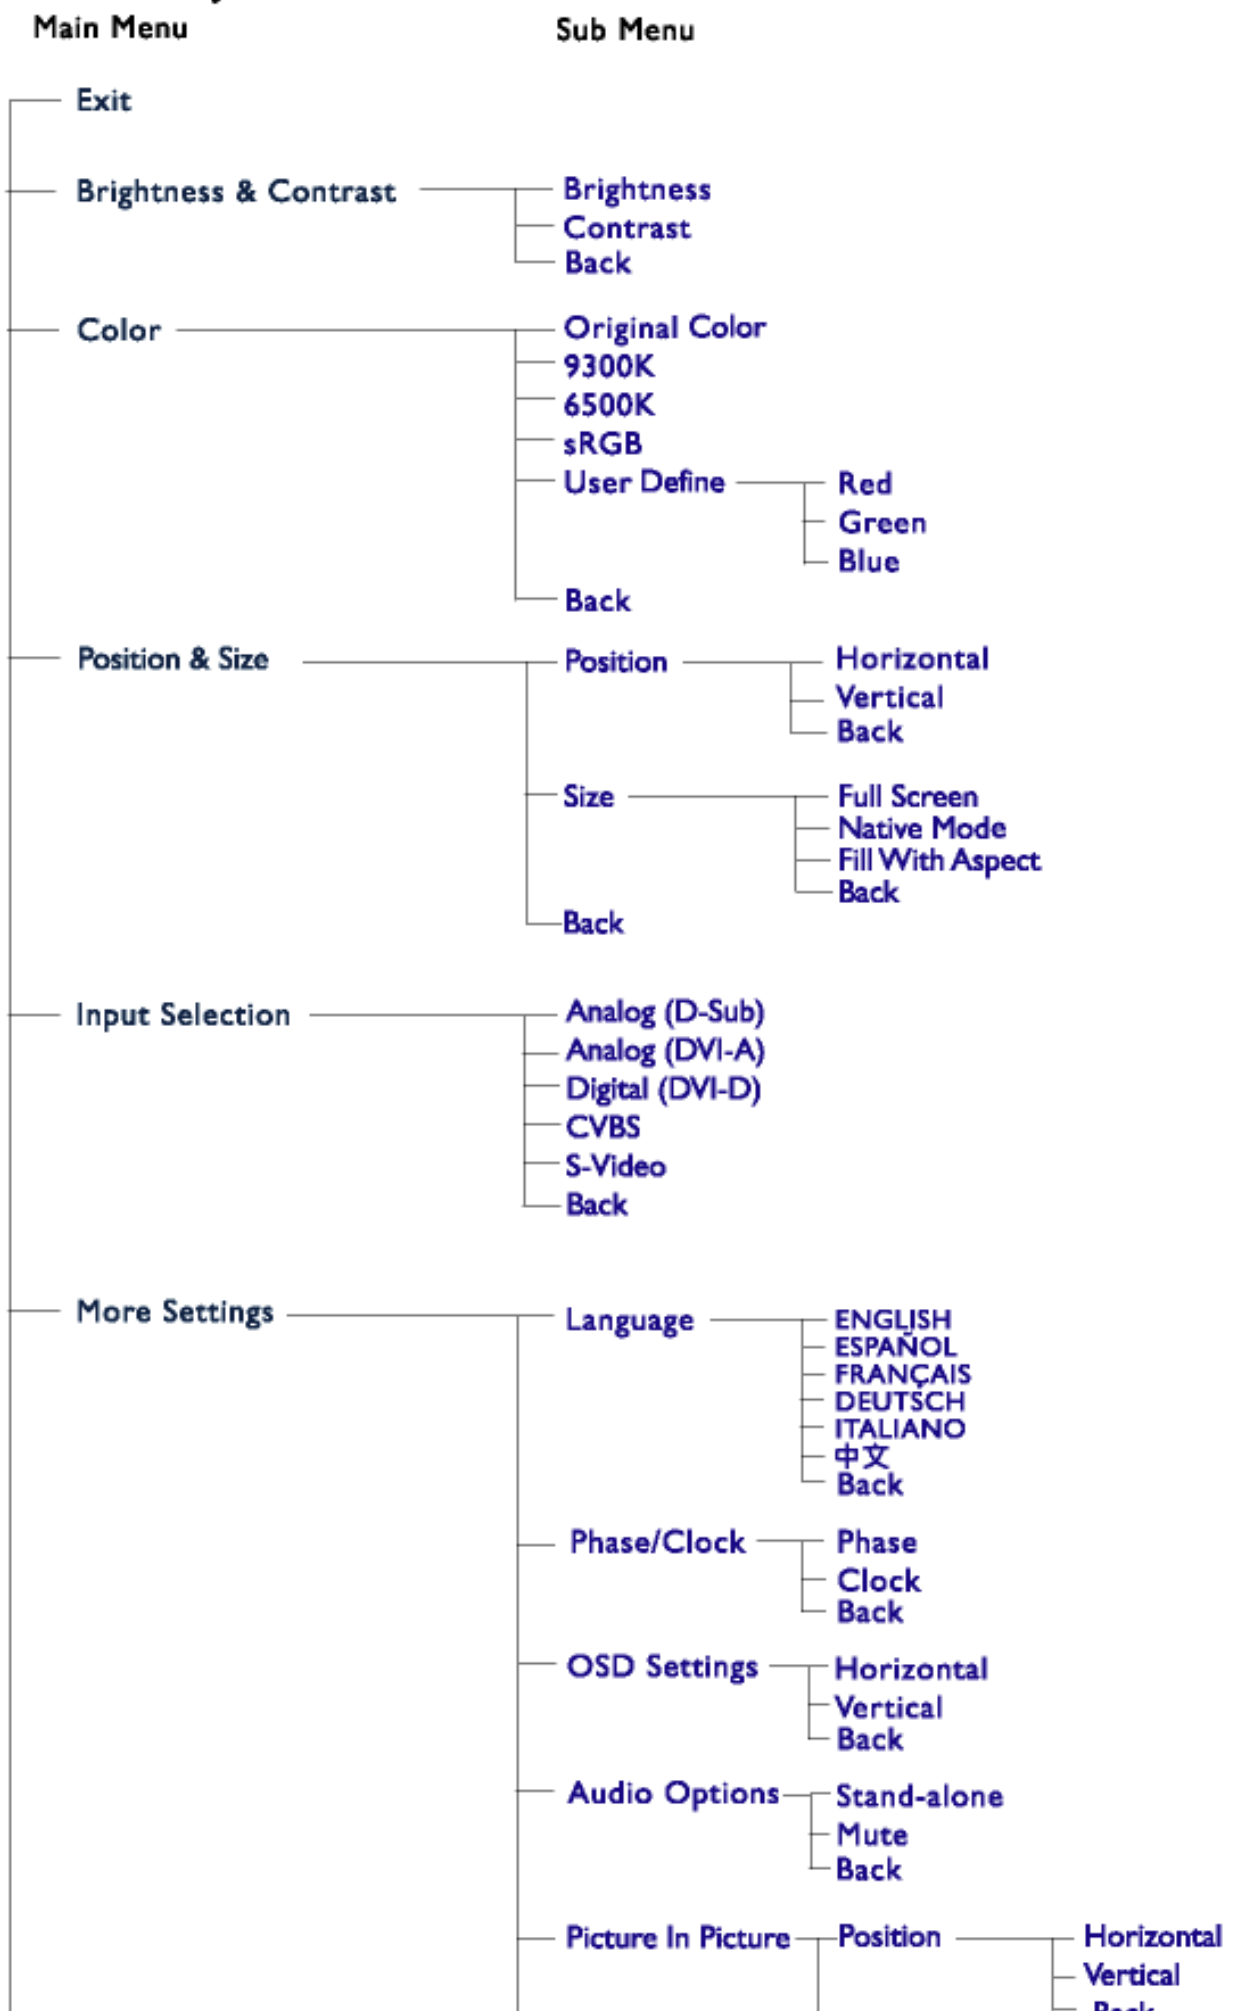 Main Menu Sub Menu
Exit
Brightness & Contrast Brightness
Contrast
Back
Color Original Color
9300K
6500K
sRGB
User Define Red
Green
Blue
Back
Position & Size Position Horizontal
Vertical
Back
Size Full Screen
Native Mode
Fill With Aspect
Back
Back
Input Selection Analog (D-Sub)
Analog (DVI-A)
Digital (DVI-D)
CVBS
S-Video
Back
More Settings Language ENGLISH
ESPAÑOL
FRANÇAIS
DEUTSCH
ITALIANO
中文
Back
Phase/Clock Phase
Clock
Back
OSD Settings Horizontal
Vertical
Back
Audio Options Stand-alone
Mute
Back
Picture In Picture Position Horizontal
Vertical
Back